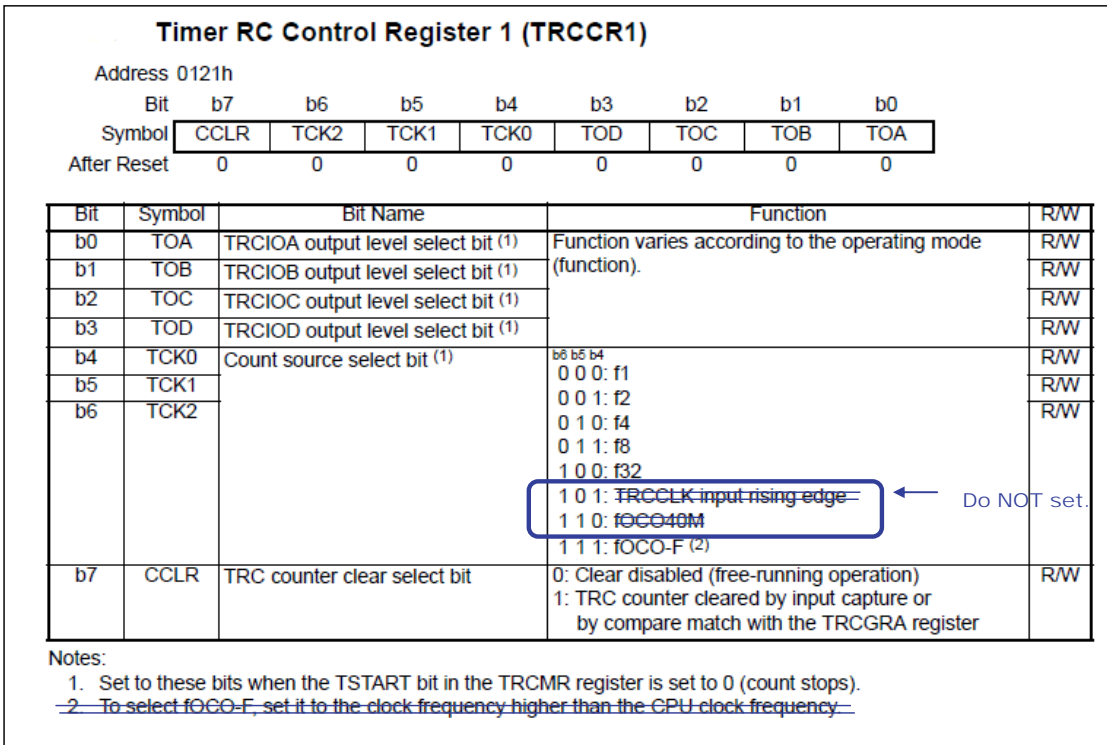 Timer RC Control Register 1 (TRCCR1)
Address 0121h
Bit b7 b6 b5 b4 b3 b2 b1 b0
Symbol CCLR TCK2 TCK1 TCK0 TOD TOC TOB TOA
After Reset 0 0 0 0 0 0 0 0
Bit Symbol Bit Name Function R/W
b0 TOA TRCIOA output level select bit (1) Function varies according to the operating mode R/W
b1 TOB TRCIOB output level select bit (1) (function). R/W
b2 TOC TRCIOC output level select bit (1) R/W
b3 TOD TRCIOD output level select bit (1) R/W
b4 TCK0 Count source select bit (1) b6 b5 b4 R/W
0 0 0: f1
b5 TCK1 R/W
0 0 1: f2
b6 TCK2 R/W
0 1 0: f4
0 1 1: f8
1 0 0: f32
1 0 1: TRCCLK input rising edge Do NOT set.
1 1 0: fOCO40M
1 1 1: fOCO-F (2)
b7 CCLR TRC counter clear select bit 0: Clear disabled (free-running operation) R/W
1: TRC counter cleared by input capture or
by compare match with the TRCGRA register
Notes:
1. Set to these bits when the TSTART bit in the TRCMR register is set to 0 (count stops).
2. To select fOCO-F, set it to the clock frequency higher than the CPU clock frequency.